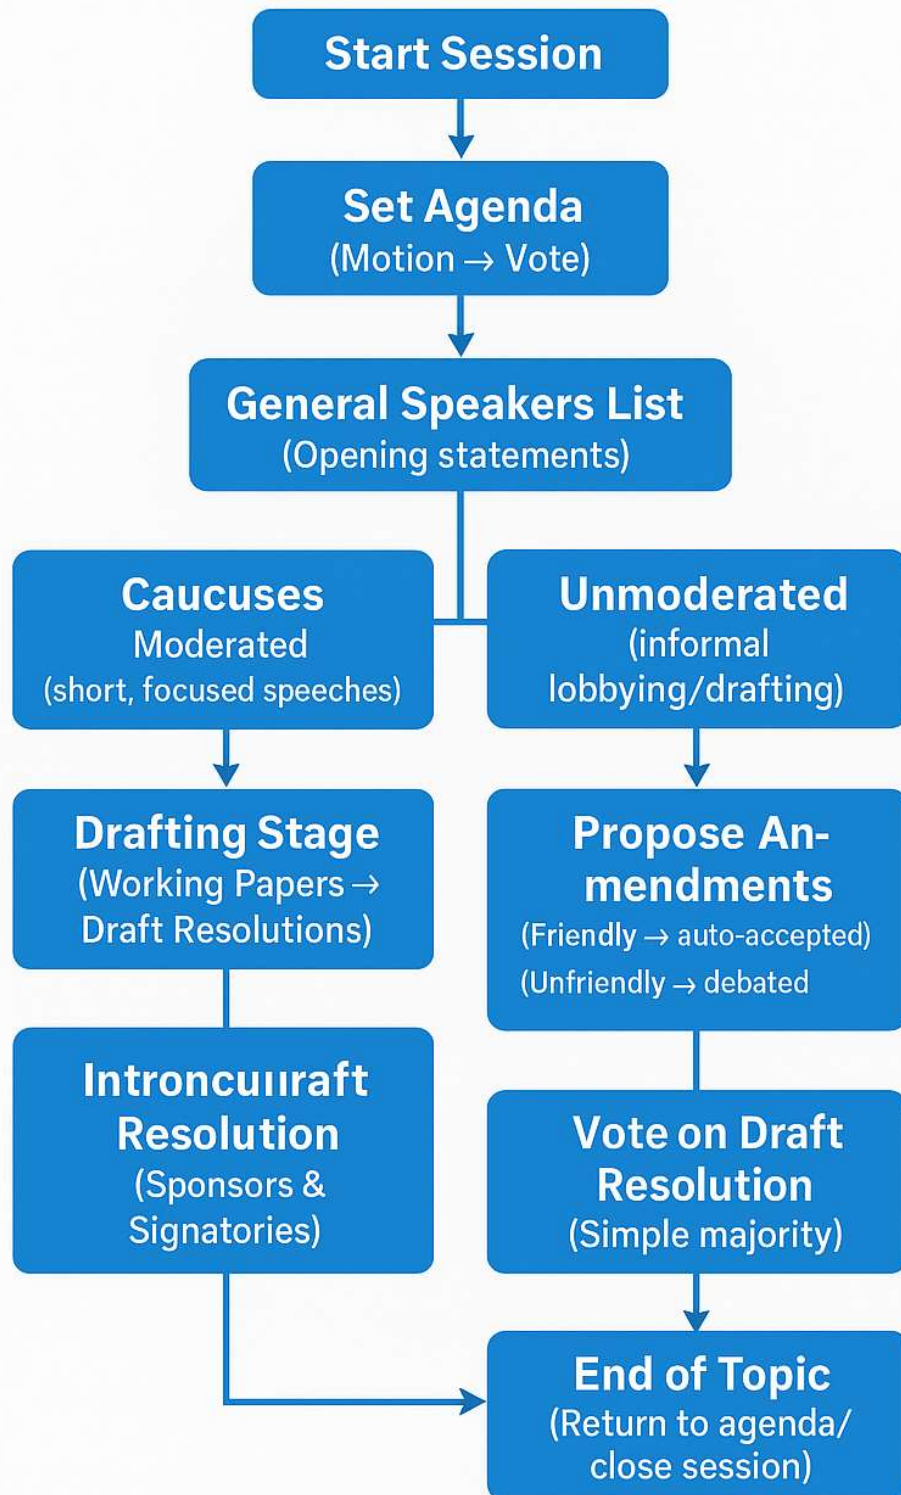 Start Session
Set Agenda
(Motion → Vote)
General Speakers List
(Opening statements)
Caucuses
Moderated
(short, focused speeches)
Unmoderated
(informal
lobbying/drafting)
Drafting Stage
(Working Papers →
Draft Resolutions)
Propose An-
mendments
(Friendly → auto-accepted)
(Unfriendly → debated
Resolution
(Sponsors &
Signatories)
Vote on Draft
Resolution
(Simple majority)
End of Topic
(Return to agenda/
close session)